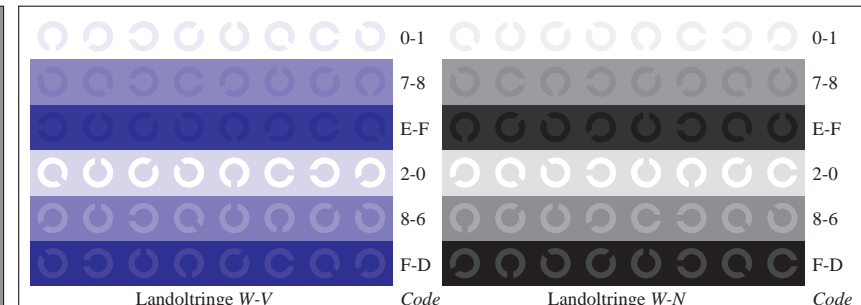 0-1 0-1
7-8 7-8
E-F E-F
2-0 2-0
8-6 8-6
F-D F-D
Landoltringe W-V Code Landoltringe W-N Code